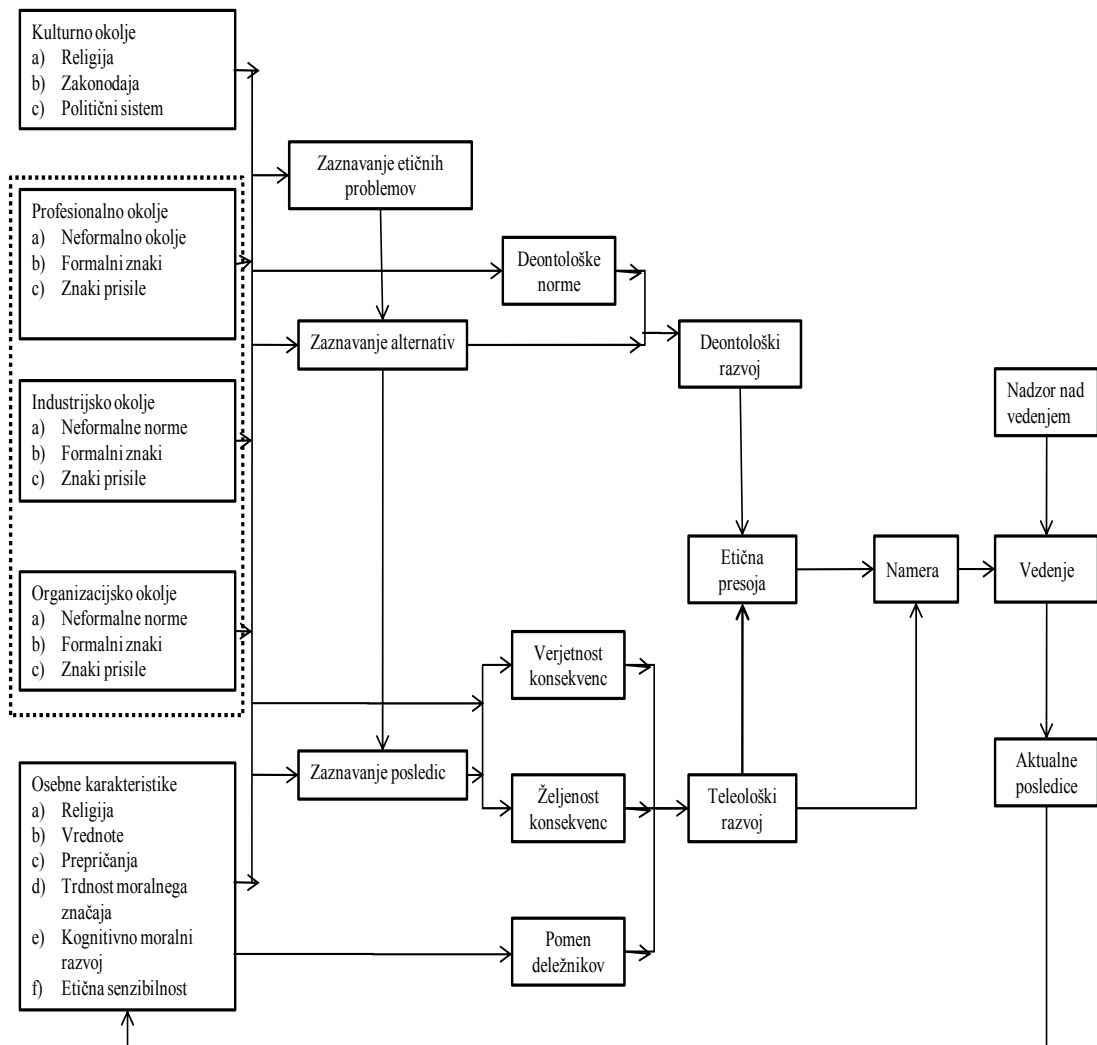 Kulturno okolje
a) Religija
b) Zakonodaja
c) Politični sistem
Profesionalno okolje
a) Neformalno okolje
b) Formalni znaki
c) Znaki prisile
Industrijsko okolje
a) Neformalne norme
b) Formalni znaki
c) Znaki prisile
Organizacijsko okolje
a) Neformalne norme
b) Formalni znaki
c) Znaki prisile
Osebne karakteristike
a) Religija
b) Vrednote
c) Prepričanja
d) Trdnost moralnega
značaja
e) Kognitivno moralni
razvoj
f) Etična senzibilnost
Zaznavanje etičnih
problemov
Zaznavanje alternativ
Zaznavanje posledic
Deontološke
norme
Verjetnost
konsekvenc
Željenost
konsekvenc
Pomen
deležnikov
Deontološki
razvoj
Etična
presoja
Teleološki
razvoj
Namera
Nadzor nad
vedenjem
Vedenje
Aktualne
posledice